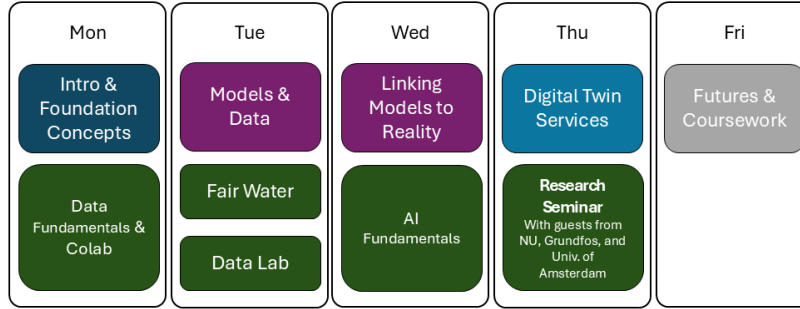 Mon
Intro &
Foundation
Concepts
Data
Fundamentals &
Colab
Tue
Models &
Data
Fair Water
Data Lab
Wed
Linking
Models to
Reality
AI
Fundamentals
Thu
Digital Twin
Services
Research
Seminar
With guests from
NU, Grundfos, and
Univ. of
Amsterdam
Fri
Futures &
Coursework